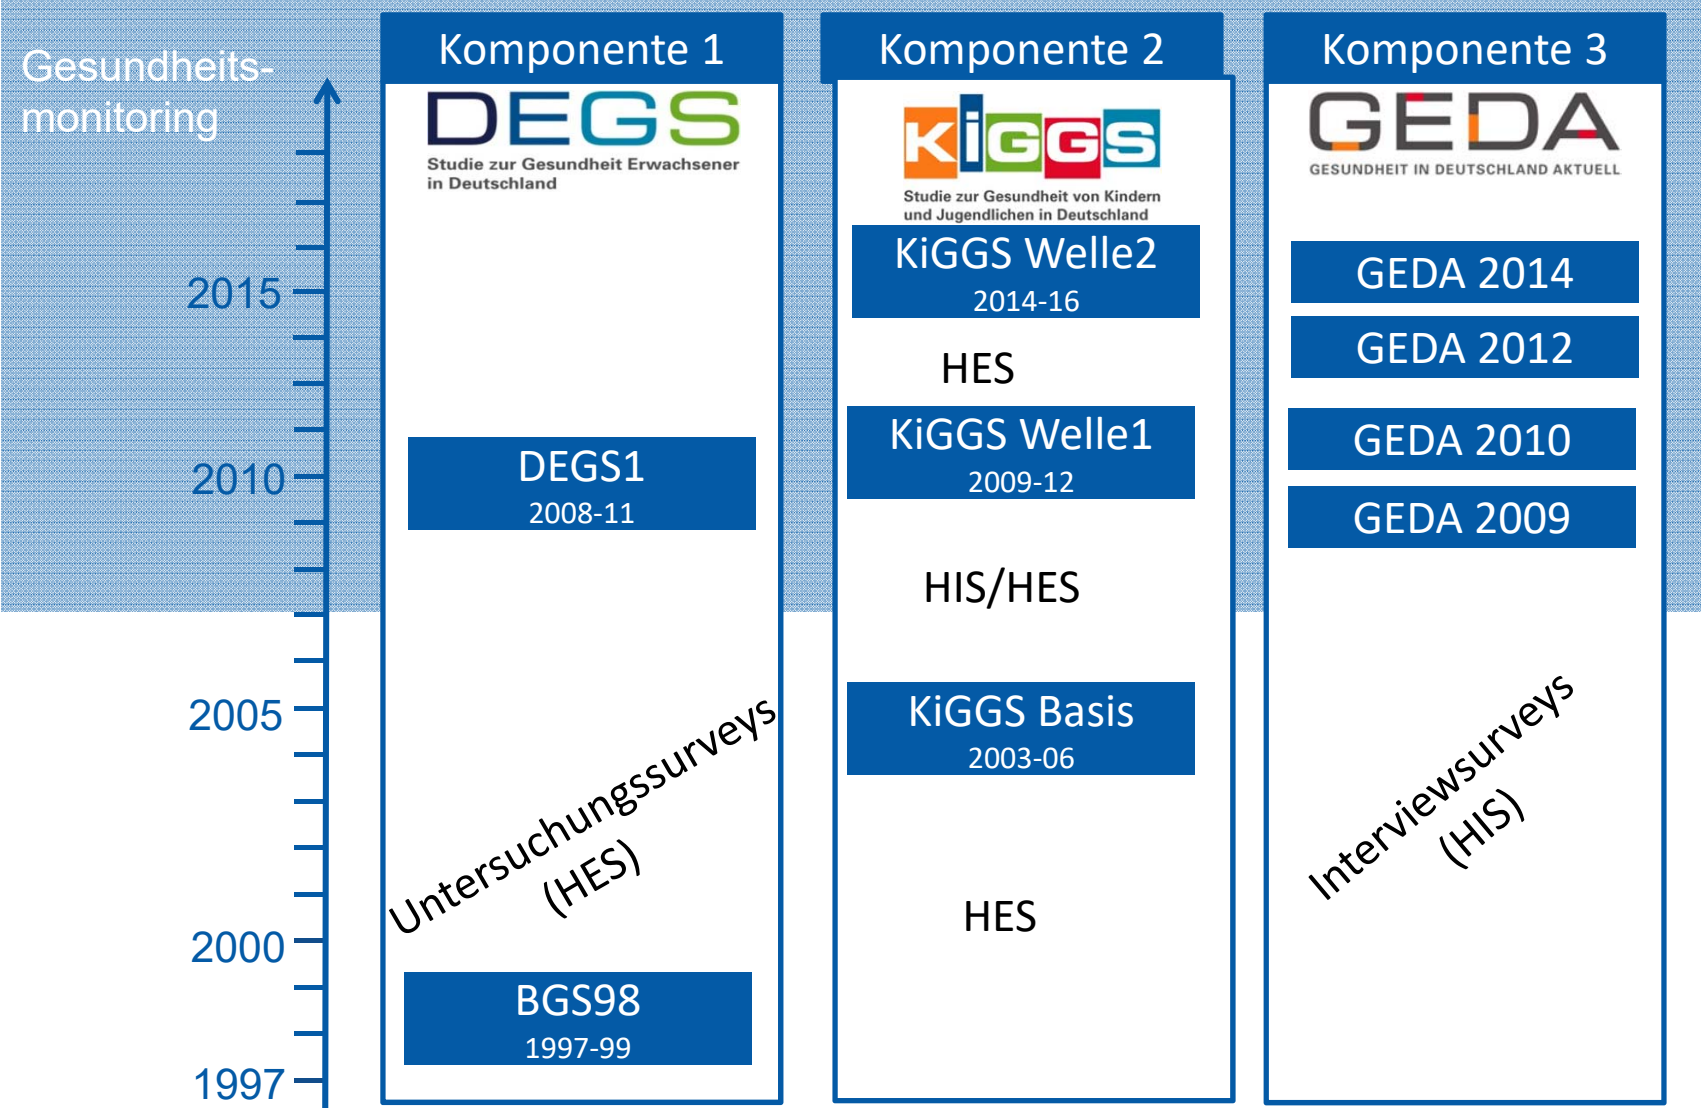 Gesundheits-
monitoring
2015
2010
2005
2000
1997
Komponente 1
DEGS
Studie zur Gesundheit Erwachsener
in Deutschland
DEGS1
2008-11
Untersuchungssurveys
(HES)
BGS98
1997-99
Komponente 2
KiGGS
Studie zur Gesundheit von Kindern
und Jugendlichen in Deutschland
KiGGS Welle2
2014-16
HES
KiGGS Welle1
2009-12
HIS/HES
KiGGS Basis
2003-06
HES
Komponente 3
GEDA
GESUNDHEIT IN DEUTSCHLAND AKTUELL
GEDA 2014
GEDA 2012
GEDA 2010
GEDA 2009
Interviewsurveys
(HIS)